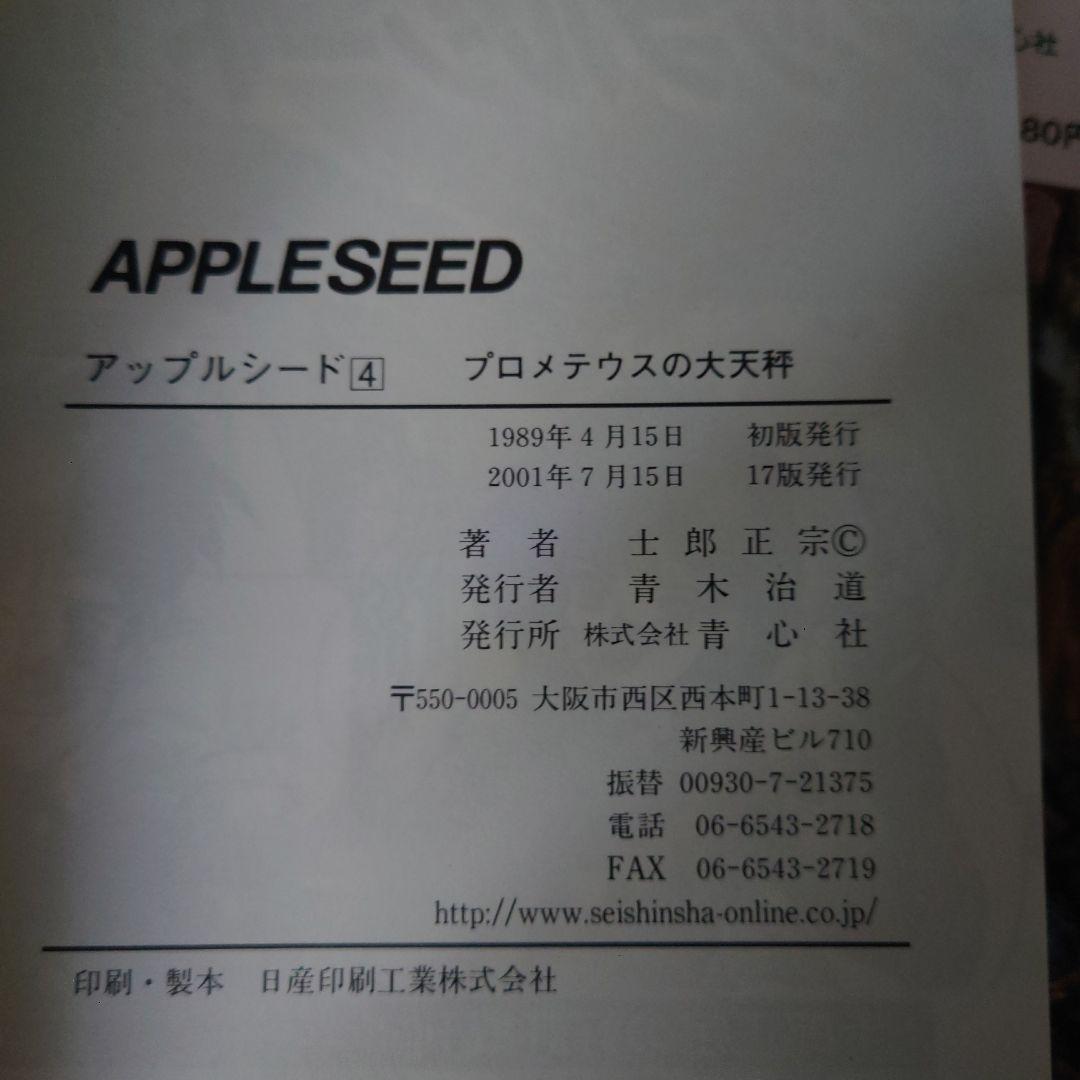 APPLESEED
アップルシード4 プロメテウスの大天秤
1989年4月15日 初版発行
2001年7月15日 17版発行
著者 士郎正宗©
発行者 青木治道
発行所 株式会社青心社
〒550-0005 大阪市西区西本町1-13-38
新興産ビル710
振替 00930-7-21375
電話 06-6543-2718
FAX 06-6543-2719
http://www.seishinsha-online.co.jp/
印刷・製本 日産印刷工業株式会社
心社
80円